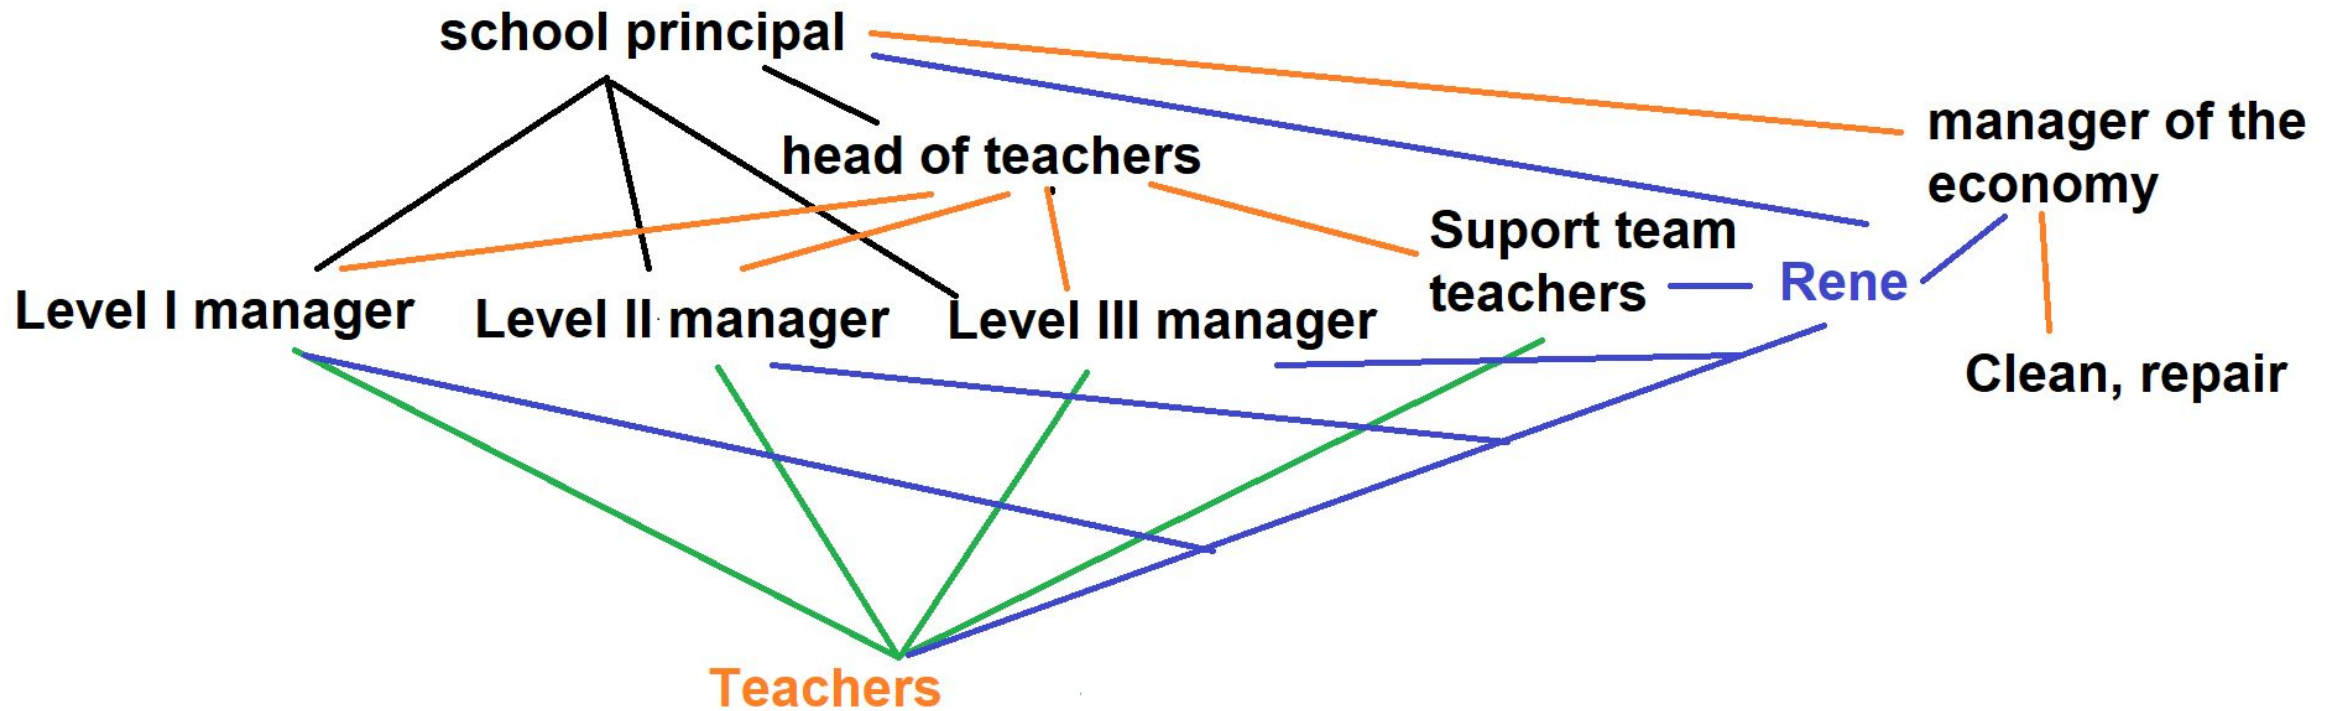 school principal
manager of the
economy
head of teachers
Suport team
teachers
Rene
Level I manager
Level II manager
Level III manager
Clean, repair
Teachers